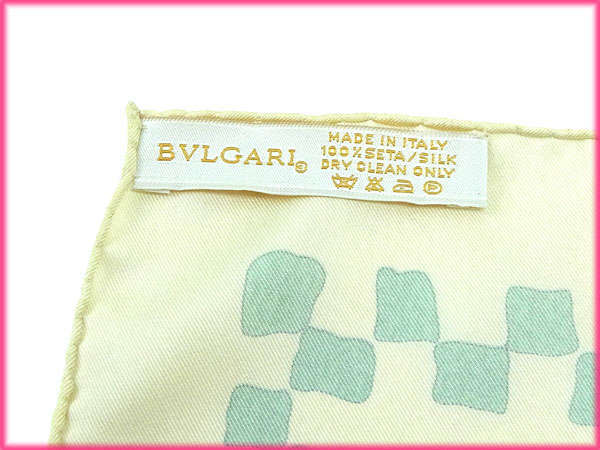 BVLGARI®
MADE IN ITALY
100%SETA/SILK
DRY CLEAN ONLY